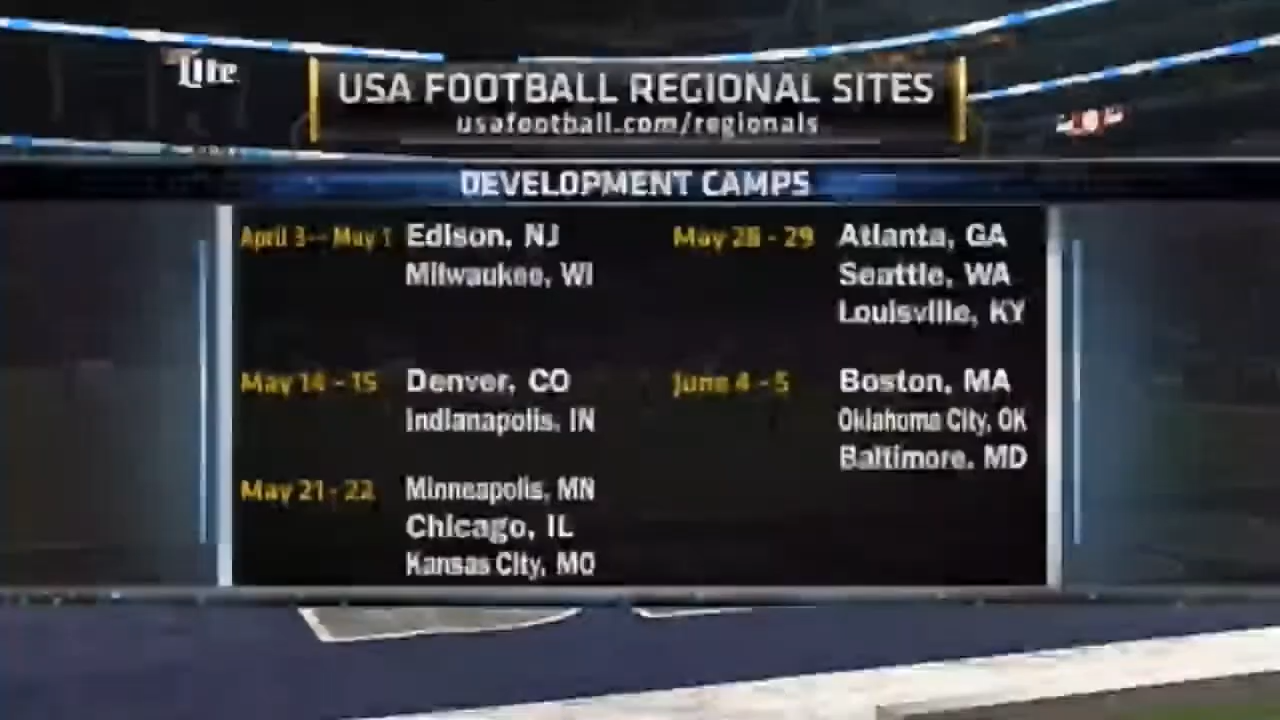 Lite
USA FOOTBALL REGIONAL SITES
usafootball.com/regionals
DEVELOPMENT CAMPS
April 3-- May 1 Edison, NJ
Milwaukee, WI
May 14 - 15 Denver, CO
Indianapolis, IN
May 21 - 22 Minneapolis, MN
Chicago, IL
Kansas City, MO
May 28 - 29 Atlanta, GA
Seattle, WA
Louisville, KY
June 4 - 5 Boston, MA
Oklahoma City, OK
Baltimore, MD